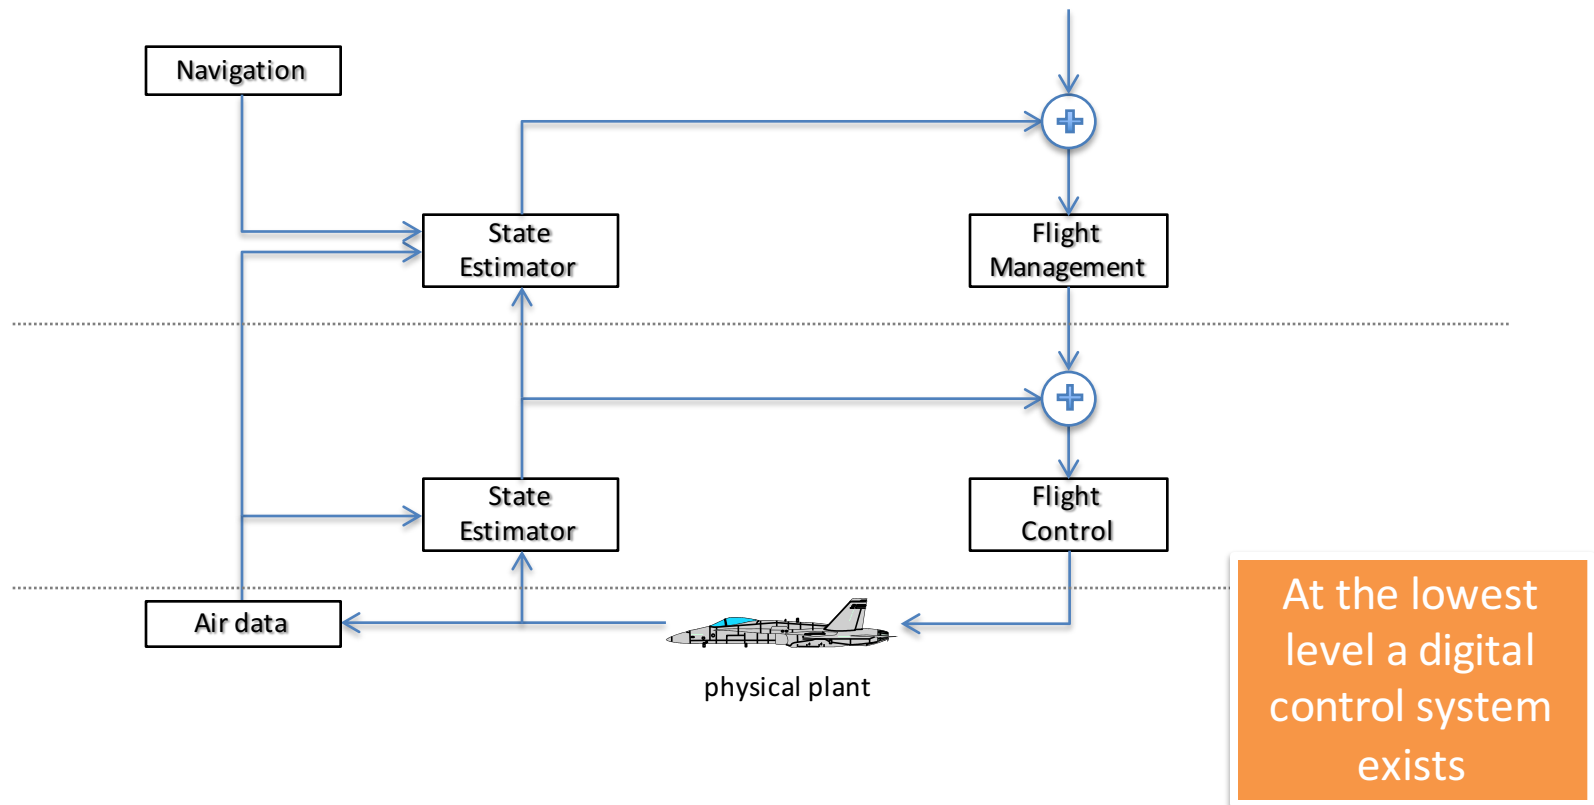 Navigation
State
Estimator
Flight
Management
State
Estimator
Flight
Control
Air data
physical plant
At the lowest
level a digital
control system
exists